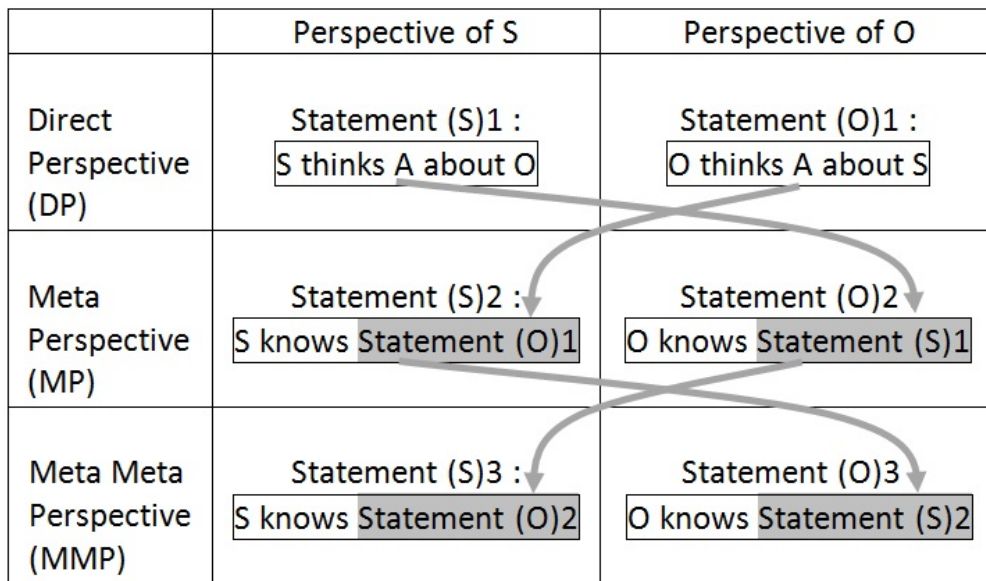 Perspective of S
Perspective of O
Direct
Perspective
(DP)
Statement (S)1 :
S thinks A about O
Statement (O)1 :
O thinks A about S
Meta
Perspective
(MP)
Statement (S)2 :
S knows Statement (O)1
Statement (O)2
O knows Statement (S)1
Meta Meta
Perspective
(MMP)
Statement (S)3 :
S knows Statement (O)2
Statement (O)3
O knows Statement (S)2